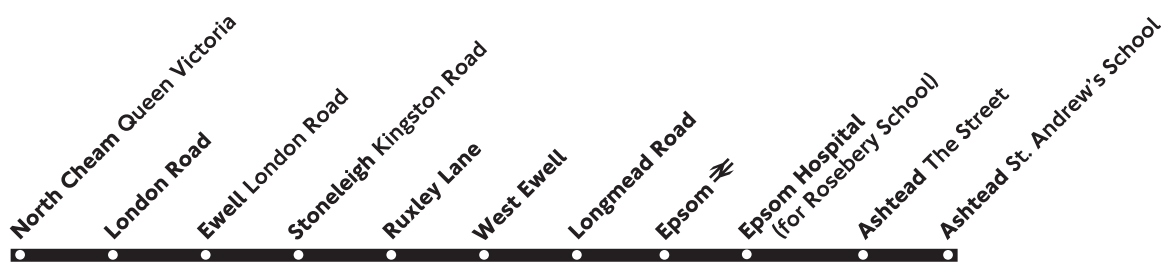 North Cheam Queen Victoria
London Road
Ewell London Road
Stoneleigh Kingston Road
Ruxley Lane
West Ewell
Longmead Road
Epsom
Epsom Hospital
(for Rosebery School)
Ashtead The Street
Ashtead St. Andrew's School